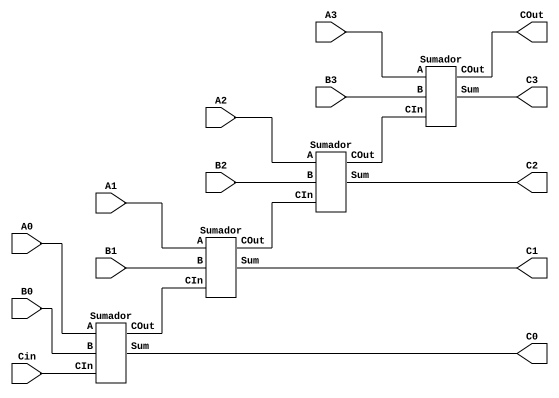 A3
COut
Sumador
A COut
B3
B Sum
C3
CIn
A2
Sumador
A COut
B2
B Sum
C2
CIn
A1
Sumador
A COut
B1
B Sum
C1
CIn
A0
Sumador
B0
A COut
B Sum
C0
Cin
CIn